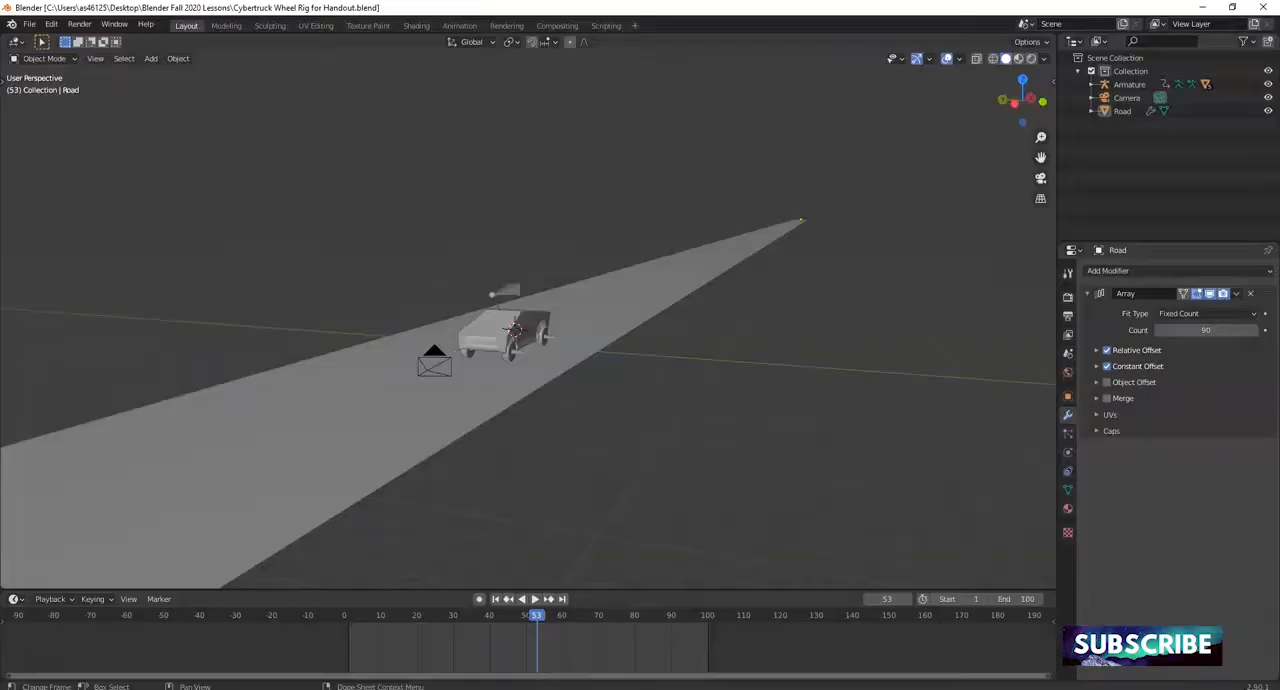 Blender [C:\Users\as46125\Desktop\Blender Fall 2020 Lessons\Cybertruck Wheel Rig for Handout.blend]
File Edit Render Window Help Layout Modeling Sculpting UV Editing Texture Paint Shading Animation Rendering Compositing Scripting + Scene View Layer
Global Options
Object Mode View Select Add Object
User Perspective
(53) Collection | Road
Scene Collection
Collection
Armature
Camera
Road
Road
Add Modifier
Array
Fit Type Fixed Count
Count 90
Relative Offset
Constant Offset
Object Offset
Merge
UVs
Caps
Playback Keying View Marker 53 Start 1 End 100
-90 -80 -70 -60 -50 -40 -30 -20 -10 0 10 20 30 40 53 60 70 80 90 100 110 120 130 140 150 160 170 180 190
SUBSCRIBE
Change Frame Box Select Pan View Dope Sheet Context Menu 2.90.1